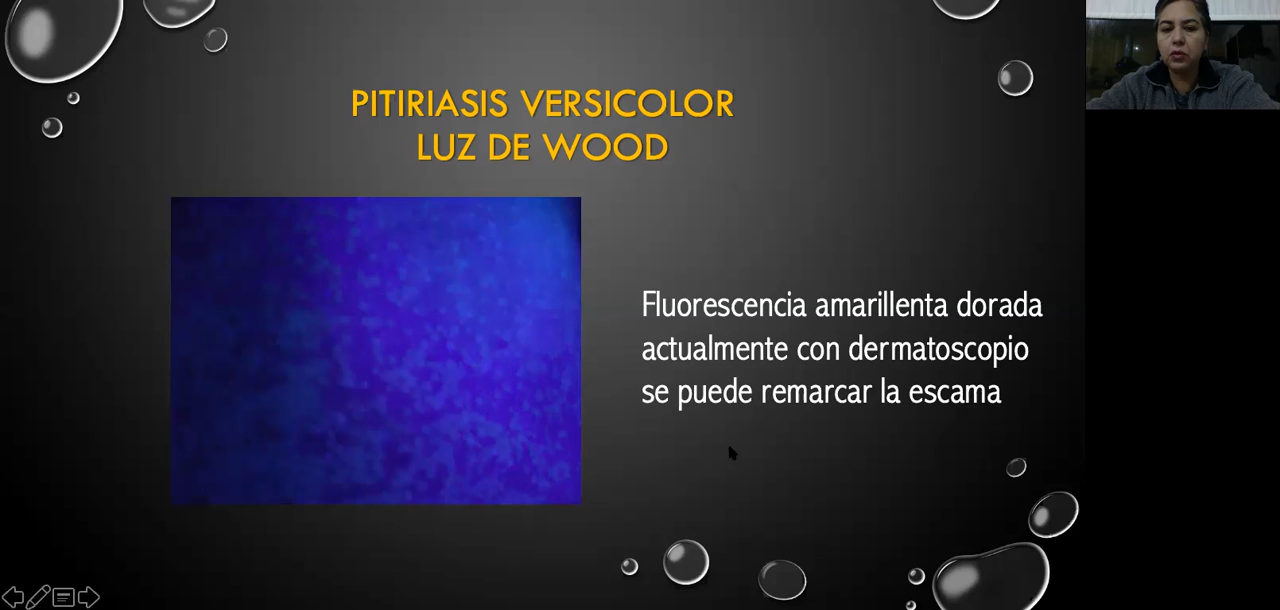 PITIRIASIS VERSICOLOR
LUZ DE WOOD
Fluorescencia amarillenta dorada
actualmente con dermatoscopio
se puede remarcar la escama